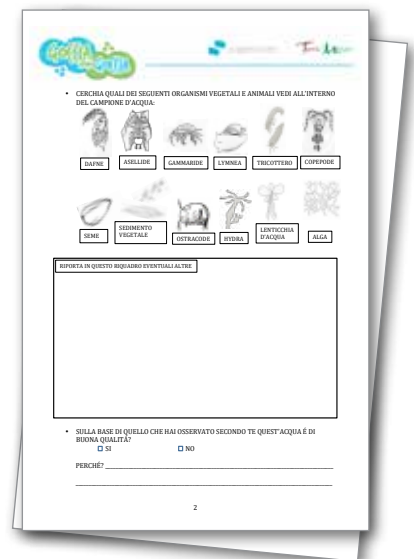 • CERCHIA QUALI DEI SEGUENTI ORGANISMI VEGETALI E ANIMALI VEDI ALL'INTERNO
DEL CAMPIONE D'ACQUA:
DAFNE ASELLIDE GAMMARIDE LYMNEA TRICOTTERO COPEPODE
SEME SEDIMENTO VEGETALE OSTRACODE HYDRA LENTICCHIA D'ACQUA ALGA
RIPORTA IN QUESTO RIQUADRO EVENTUALI ALTRE
• SULLA BASE DI QUELLO CHE HAI OSSERVATO SECONDO TE QUEST'ACQUA È DI
BUONA QUALITÀ?
SI NO
PERCHÉ?
2